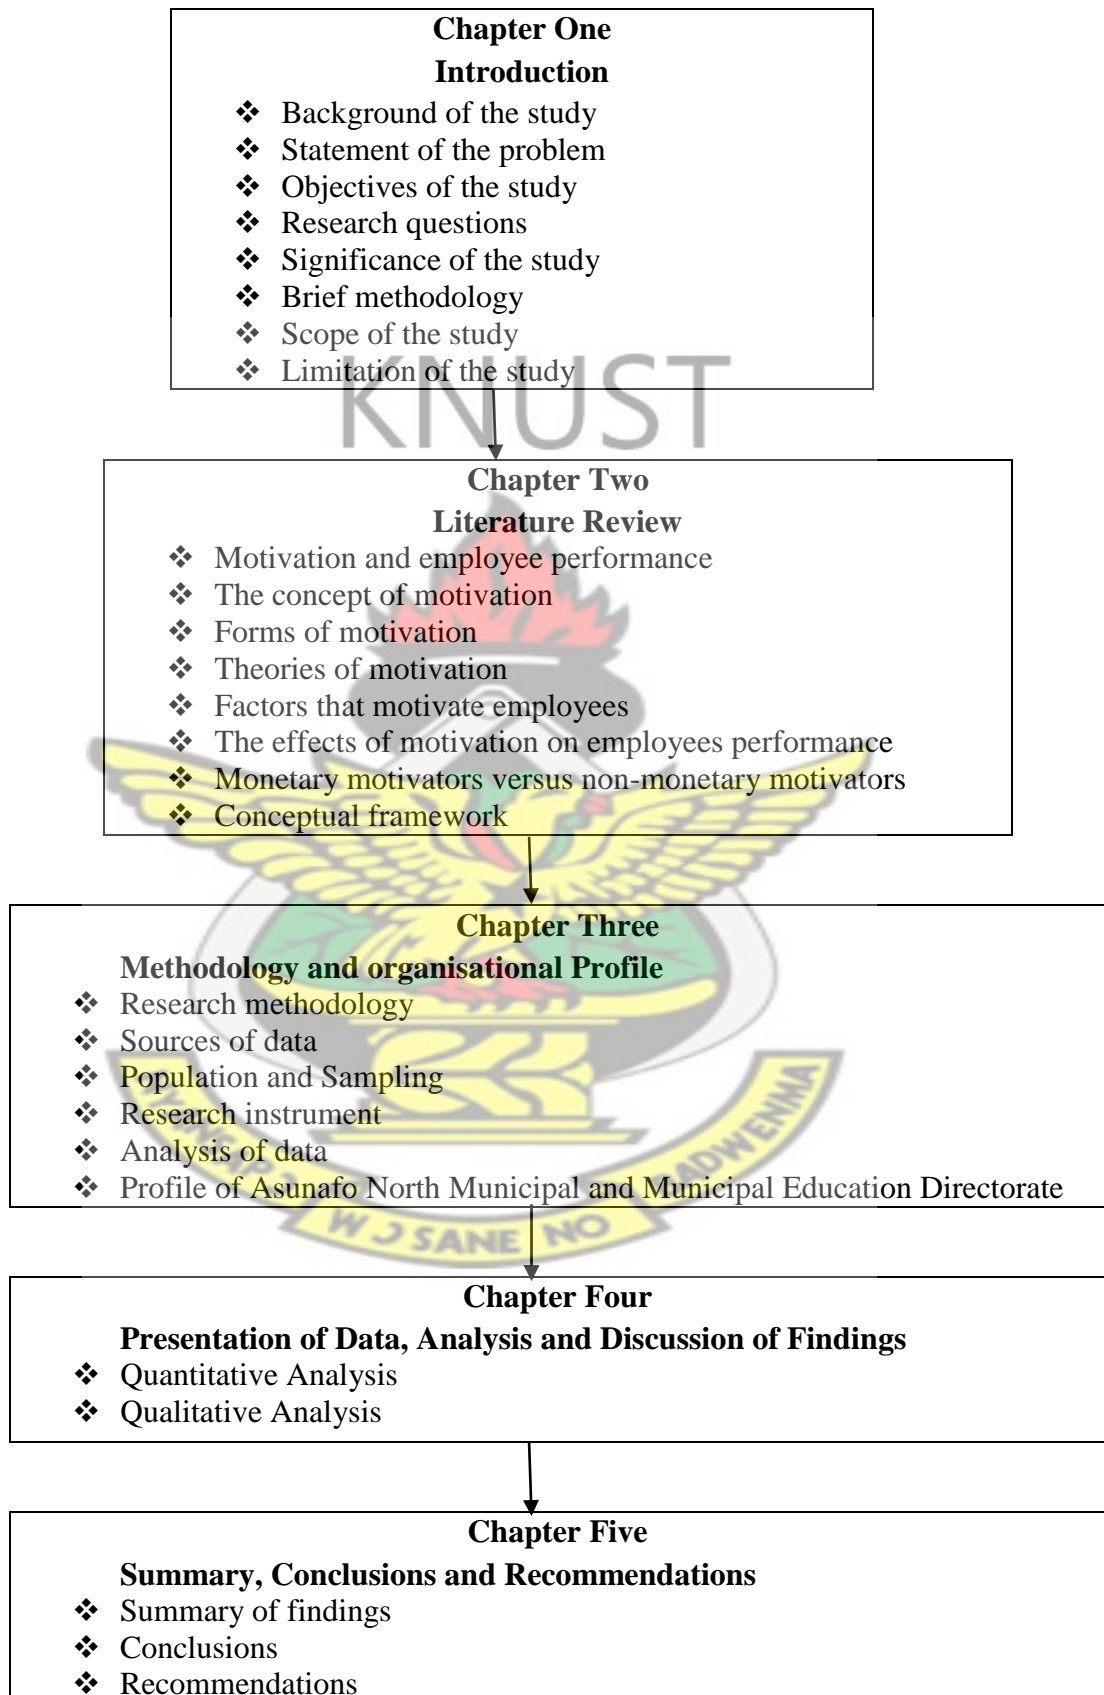 Chapter One
Introduction
❖ Background of the study
❖ Statement of the problem
❖ Objectives of the study
❖ Research questions
❖ Significance of the study
❖ Brief methodology
❖ Scope of the study
❖ Limitation of the study
KNUST
Chapter Two
Literature Review
❖ Motivation and employee performance
❖ The concept of motivation
❖ Forms of motivation
❖ Theories of motivation
❖ Factors that motivate employees
❖ The effects of motivation on employees performance
❖ Monetary motivators versus non-monetary motivators
❖ Conceptual framework
Chapter Three
Methodology and organisational Profile
❖ Research methodology
❖ Sources of data
❖ Population and Sampling
❖ Research instrument
❖ Analysis of data
❖ Profile of Asunafo North Municipal and Municipal Education Directorate
W Ɔ SANE NO BADWENMA
Chapter Four
Presentation of Data, Analysis and Discussion of Findings
❖ Quantitative Analysis
❖ Qualitative Analysis
Chapter Five
Summary, Conclusions and Recommendations
❖ Summary of findings
❖ Conclusions
❖ Recommendations